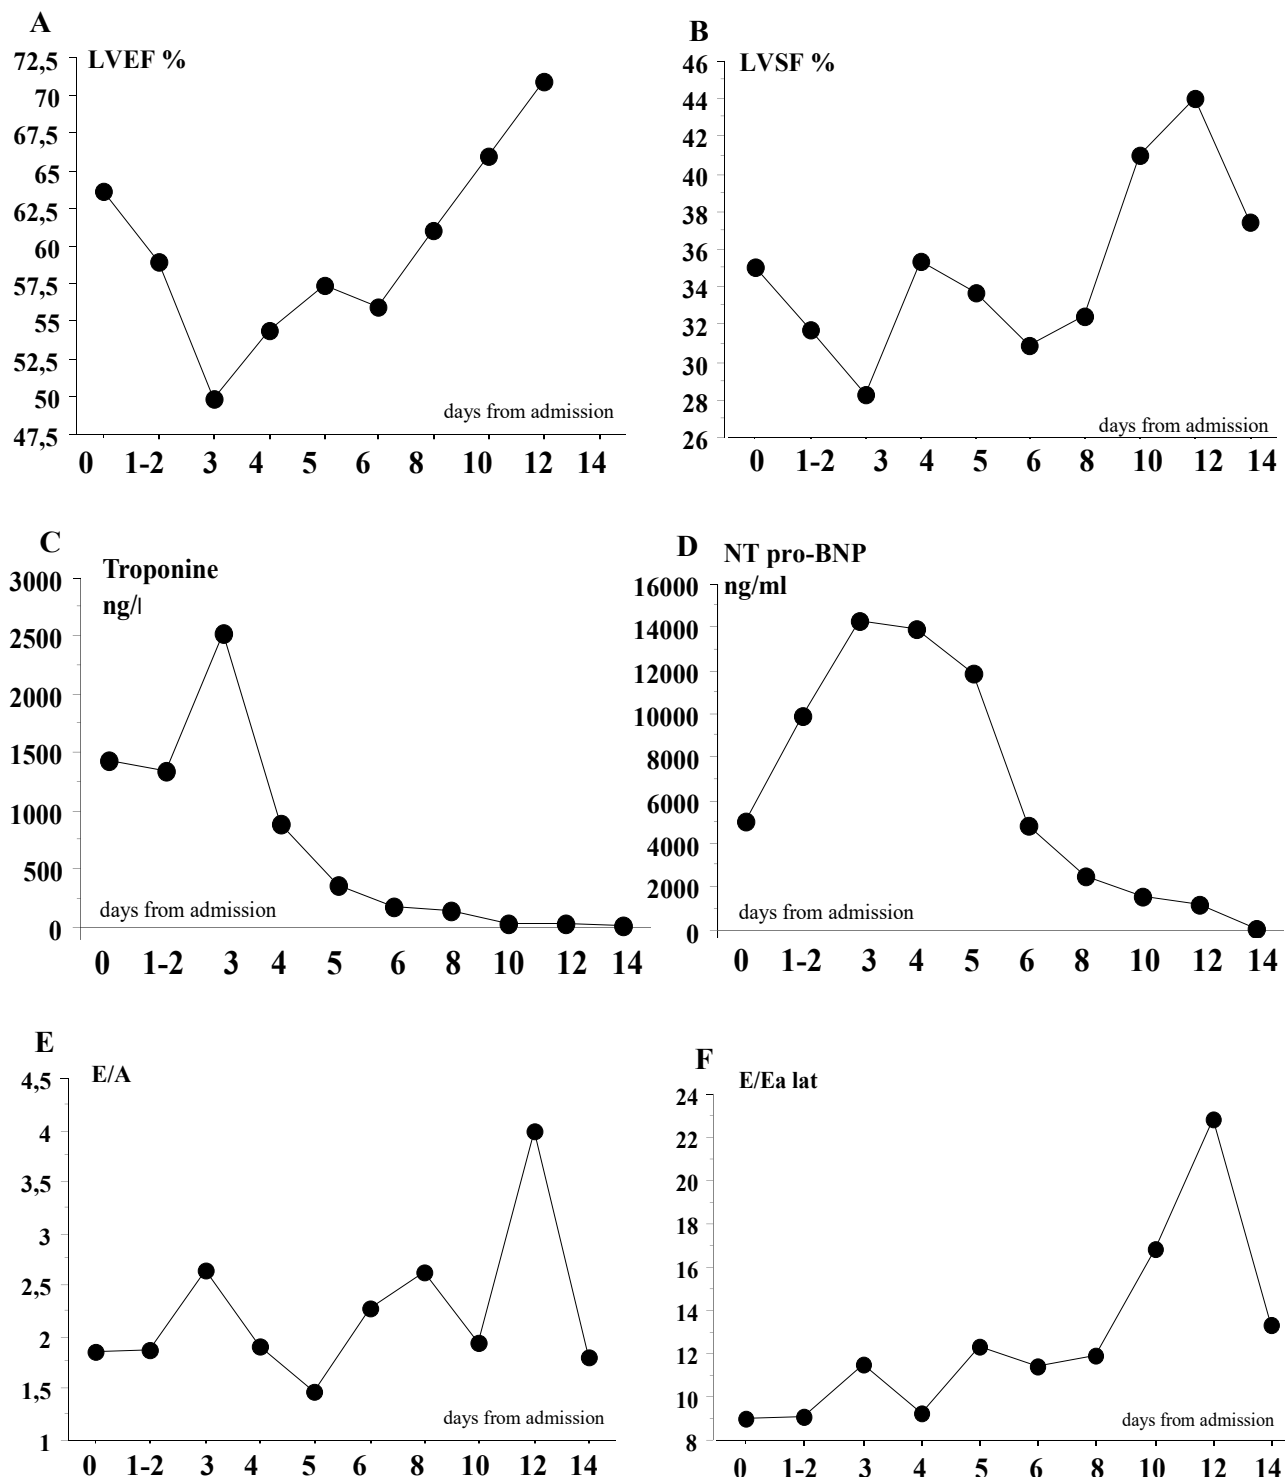 A
LVEF %
72,5
70
67,5
65
62,5
60
57,5
55
52,5
50
47,5
days from admission
0 1-2 3 4 5 6 8 10 12 14
B
LVSF %
46
44
42
40
38
36
34
32
30
28
26
days from admission
0 1-2 3 4 5 6 8 10 12 14
C
Troponine
ng/l
3000
2500
2000
1500
1000
500
0
days from admission
0 1-2 3 4 5 6 8 10 12 14
D
NT pro-BNP
ng/ml
16000
14000
12000
10000
8000
6000
4000
2000
0
days from admission
0 1-2 3 4 5 6 8 10 12 14
E
E/A
4,5
4
3,5
3
2,5
2
1,5
1
days from admission
0 1-2 3 4 5 6 8 10 12 14
F
E/Ea lat
24
22
20
18
16
14
12
10
8
days from admission
0 1-2 3 4 5 6 8 10 12 14